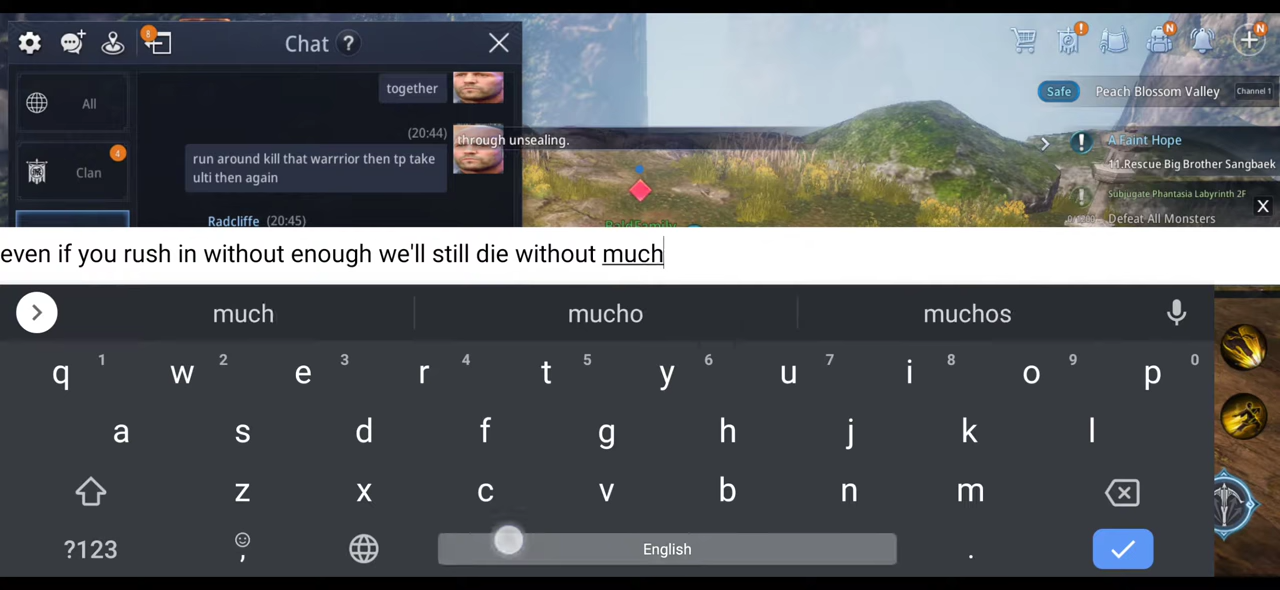 8
Chat ?
All
4
Clan
together
(20:44)
run around kill that warrrior then tp take
ulti then again
Radcliffe (20:45)
through unsealing.
!
N
N
Safe Peach Blossom Valley Channel 1
A Faint Hope
11.Rescue Big Brother Sangbaek
Subjugate Phantasia Labyrinth 2F
Defeat All Monsters
X
even if you rush in without enough we'll still die without much
much mucho muchos
q 1 w 2 e 3 r 4 t 5 y 6 u 7 i 8 o 9 p 0
a s d f g h j k l
z x c v b n m
?123 , English .